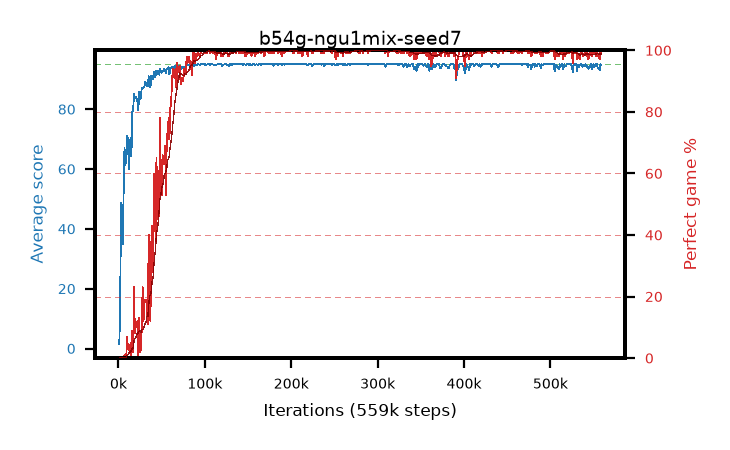 b54g-ngu1mix-seed7
Average score
80
60
40
20
0
100
80
60
40
20
0
Perfect game %
0k
100k
200k
300k
400k
500k
Iterations (559k steps)